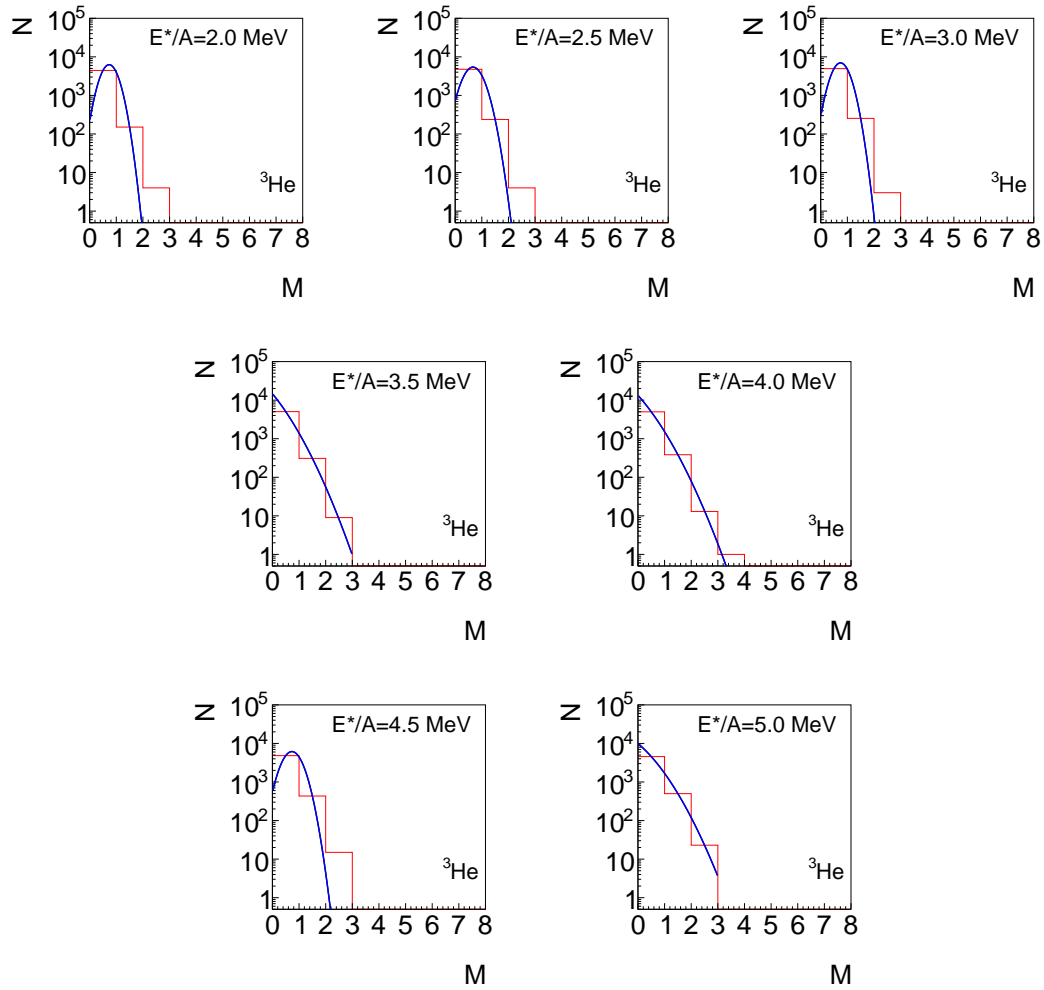 N
10^5
E*/A=2.0 MeV
10^4
10^3
10^2
10
^3He
1
0 1 2 3 4 5 6 7 8
M
N
10^5
E*/A=2.5 MeV
10^4
10^3
10^2
10
^3He
1
0 1 2 3 4 5 6 7 8
M
N
10^5
E*/A=3.0 MeV
10^4
10^3
10^2
10
^3He
1
0 1 2 3 4 5 6 7 8
M
N
10^5
E*/A=3.5 MeV
10^4
10^3
10^2
10
^3He
1
0 1 2 3 4 5 6 7 8
M
N
10^5
E*/A=4.0 MeV
10^4
10^3
10^2
10
^3He
1
0 1 2 3 4 5 6 7 8
M
N
10^5
E*/A=4.5 MeV
10^4
10^3
10^2
10
^3He
1
0 1 2 3 4 5 6 7 8
M
N
10^5
E*/A=5.0 MeV
10^4
10^3
10^2
10
^3He
1
0 1 2 3 4 5 6 7 8
M